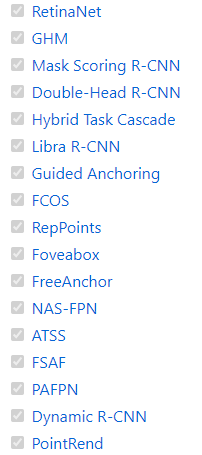 RetinaNet
GHM
Mask Scoring R-CNN
Double-Head R-CNN
Hybrid Task Cascade
Libra R-CNN
Guided Anchoring
FCOS
RepPoints
Foveabox
FreeAnchor
NAS-FPN
ATSS
FSAF
PAFPN
Dynamic R-CNN
PointRend